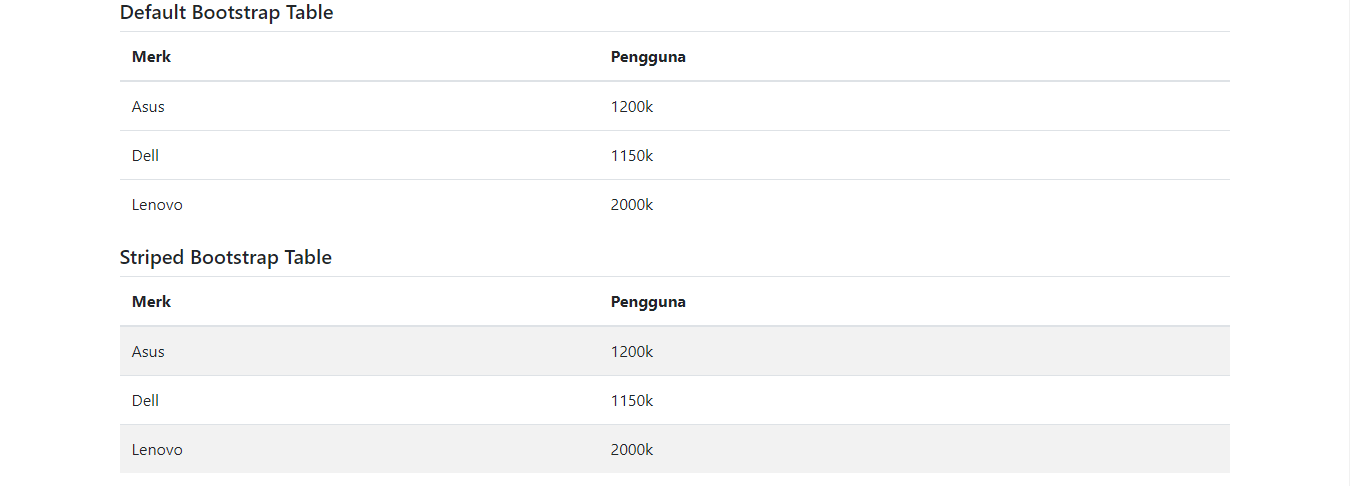 Default Bootstrap Table
Merk Pengguna
Asus 1200k
Dell 1150k
Lenovo 2000k
Striped Bootstrap Table
Merk Pengguna
Asus 1200k
Dell 1150k
Lenovo 2000k